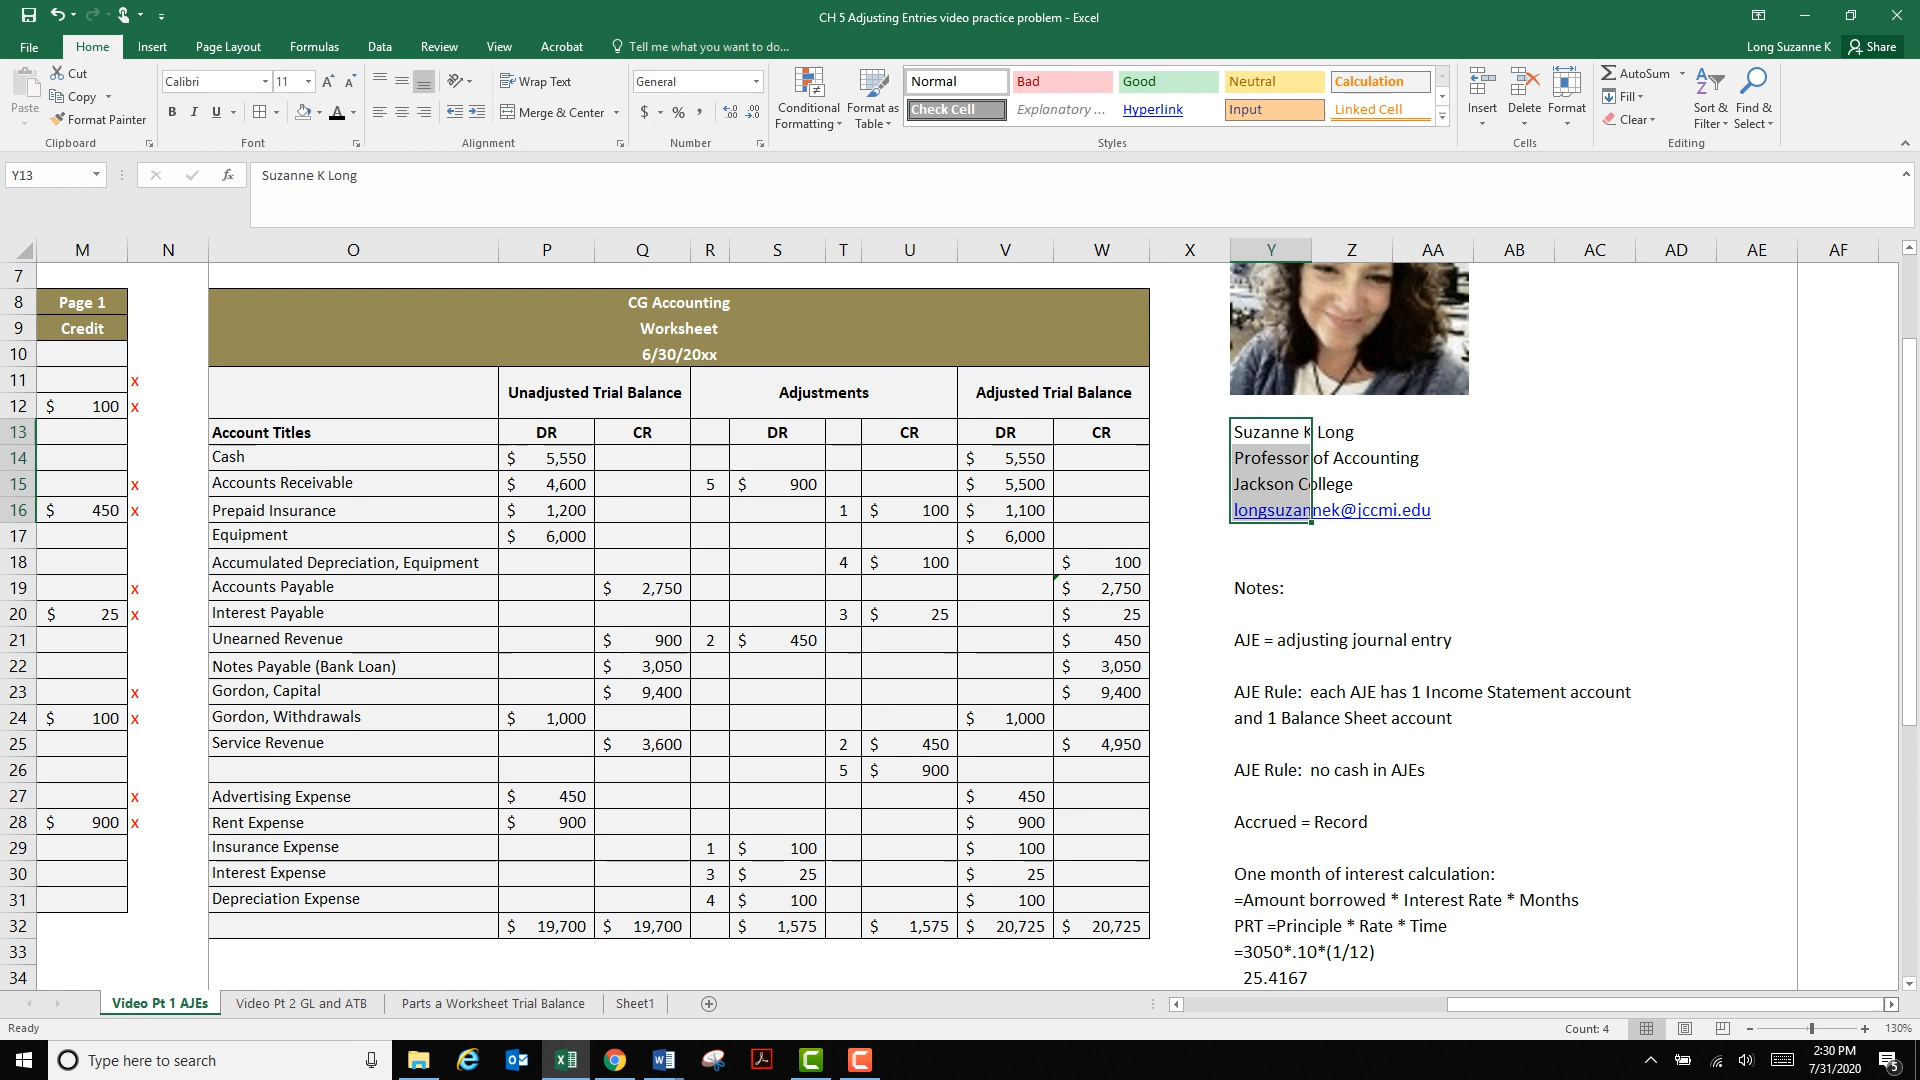 CH 5 Adjusting Entries video practice problem - Excel
File Home Insert Page Layout Formulas Data Review View Acrobat Tell me what you want to do... Long Suzanne K Share
Paste
Cut
Copy
Format Painter
Clipboard
Calibri 11
B I U
Font
Wrap Text
Merge & Center
Alignment
General
$ % ,
Number
Conditional Formatting
Format as Table
Normal Bad Good Neutral Calculation
Check Cell Explanatory ... Hyperlink Input Linked Cell
Styles
Insert Delete Format
Cells
AutoSum
Fill
Clear
Sort & Filter
Find & Select
Editing
Y13 fx Suzanne K Long
M N O P Q R S T U V W X Y Z AA AB AC AD AE AF
7
8 Page 1 CG Accounting
9 Credit Worksheet
10 6/30/20xx
11 x
Unadjusted Trial Balance Adjustments Adjusted Trial Balance
12 $ 100 x
13 Account Titles DR CR DR CR DR CR Suzanne K Long
14 Cash $ 5,550 $ 5,550 Professor of Accounting
15 x Accounts Receivable $ 4,600 5 $ 900 $ 5,500 Jackson College
16 $ 450 x Prepaid Insurance $ 1,200 1 $ 100 $ 1,100 longsuzannek@jccmi.edu
17 Equipment $ 6,000 $ 6,000
18 Accumulated Depreciation, Equipment 4 $ 100 $ 100
19 x Accounts Payable $ 2,750 $ 2,750 Notes:
20 $ 25 x Interest Payable 3 $ 25 $ 25
21 Unearned Revenue $ 900 2 $ 450 $ 450 AJE = adjusting journal entry
22 Notes Payable (Bank Loan) $ 3,050 $ 3,050
23 x Gordon, Capital $ 9,400 $ 9,400 AJE Rule: each AJE has 1 Income Statement account
24 $ 100 x Gordon, Withdrawals $ 1,000 $ 1,000 and 1 Balance Sheet account
25 Service Revenue $ 3,600 2 $ 450 $ 4,950
26 5 $ 900 AJE Rule: no cash in AJEs
27 x Advertising Expense $ 450 $ 450
28 $ 900 x Rent Expense $ 900 $ 900 Accrued = Record
29 Insurance Expense 1 $ 100 $ 100
30 Interest Expense 3 $ 25 $ 25 One month of interest calculation:
31 Depreciation Expense 4 $ 100 $ 100 =Amount borrowed * Interest Rate * Months
32 $ 19,700 $ 19,700 $ 1,575 $ 1,575 $ 20,725 $ 20,725 PRT =Principle * Rate * Time
33 =3050*.10*(1/12)
34 25.4167
Video Pt 1 AJEs Video Pt 2 GL and ATB Parts a Worksheet Trial Balance Sheet1
Ready Count: 4 130%
Type here to search
2:30 PM
7/31/2020
5